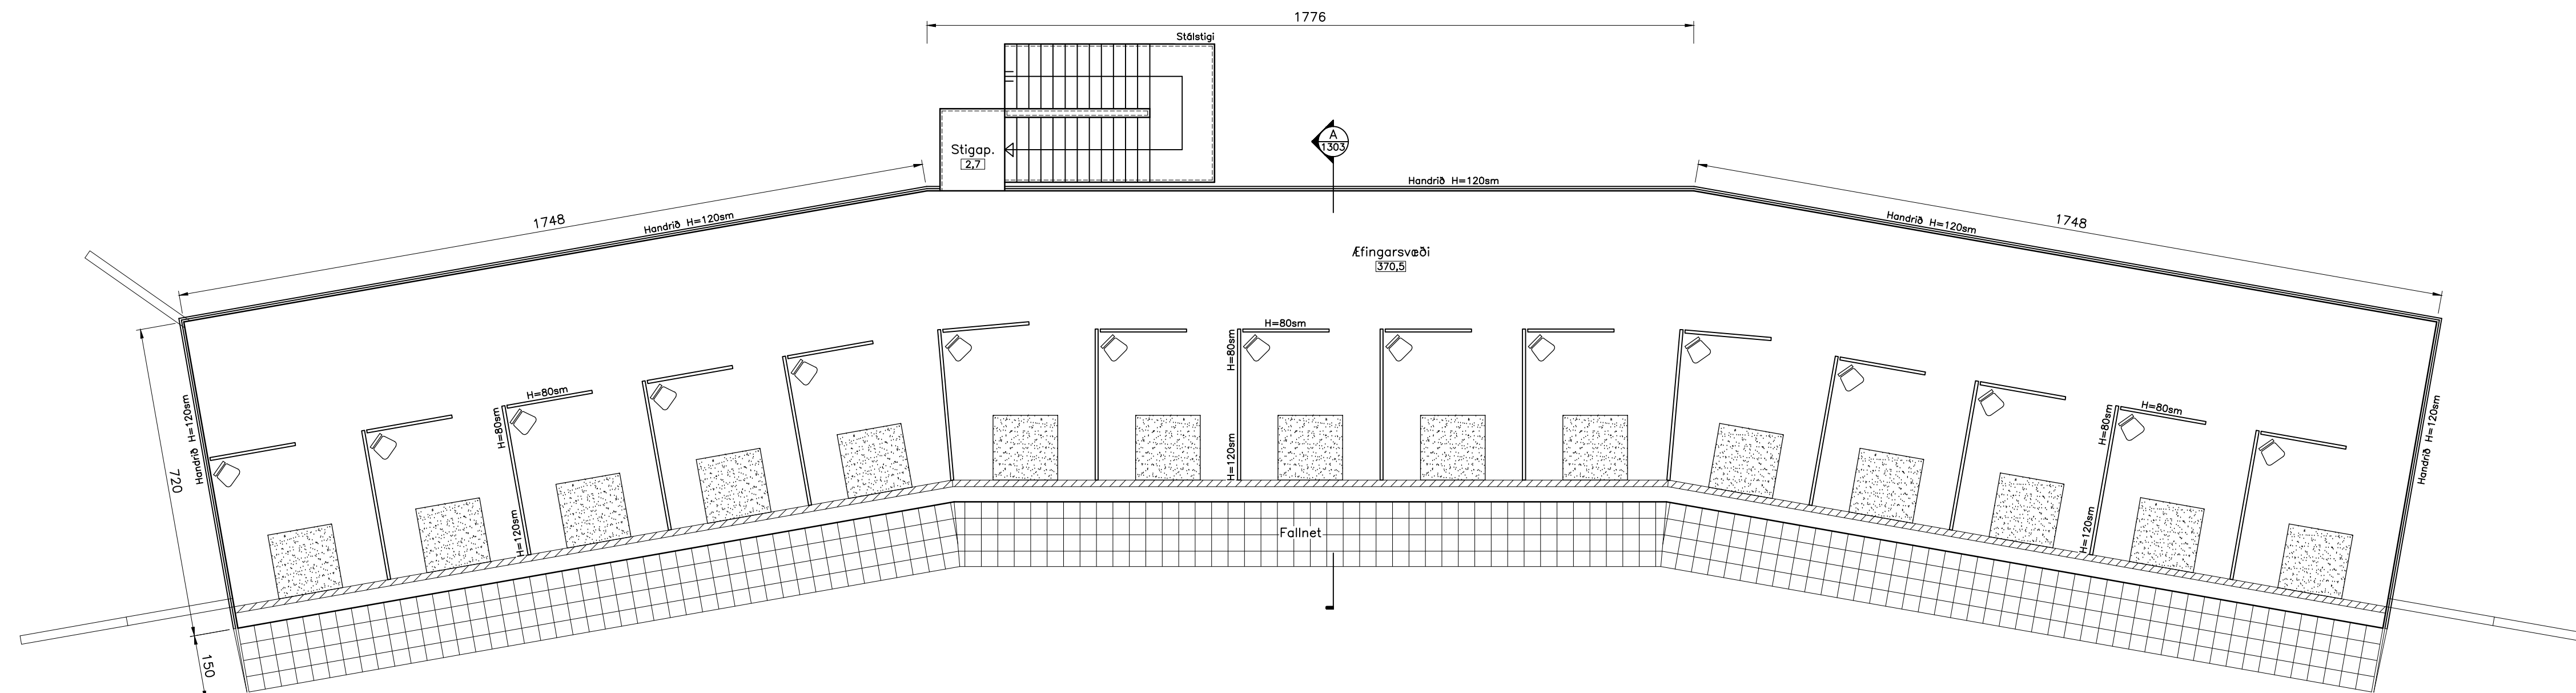 1776
Stálstigi
A
1303
Stigap.
2,7
Handrið H=120sm
1748
Handrið H=120sm
Handrið H=120sm
1748
Æfingarsvæði
370,5
H=80sm
H=80sm
H=120sm
H=80sm
H=80sm
H=120sm
H=80sm
H=80sm
H=120sm
Handrið H=120sm
Handrið H=120sm
720
Fallnet
150